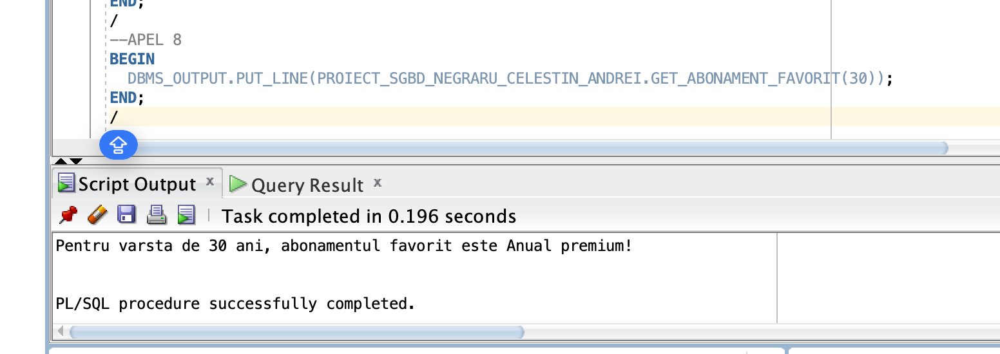 END;
/
--APEL 8
BEGIN
DBMS_OUTPUT.PUT_LINE(PROIECT_SGBD_NEGRARU_CELESTIN_ANDREI.GET_ABONAMENT_FAVORIT(30));
END;
/
Script Output x Query Result x
Task completed in 0.196 seconds
Pentru varsta de 30 ani, abonamentul favorit este Anual premium!
PL/SQL procedure successfully completed.